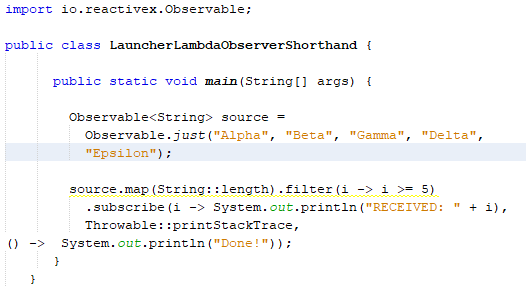 import io.reactivex.Observable;
public class LauncherLambdaObserverShorthand {
public static void main(String[] args) {
Observable<String> source =
Observable.just("Alpha", "Beta", "Gamma", "Delta",
"Epsilon");
source.map(String::length).filter(i -> i >= 5)
.subscribe(i -> System.out.println("RECEIVED: " + i),
Throwable::printStackTrace,
() ->  System.out.println("Done!"));
}
}